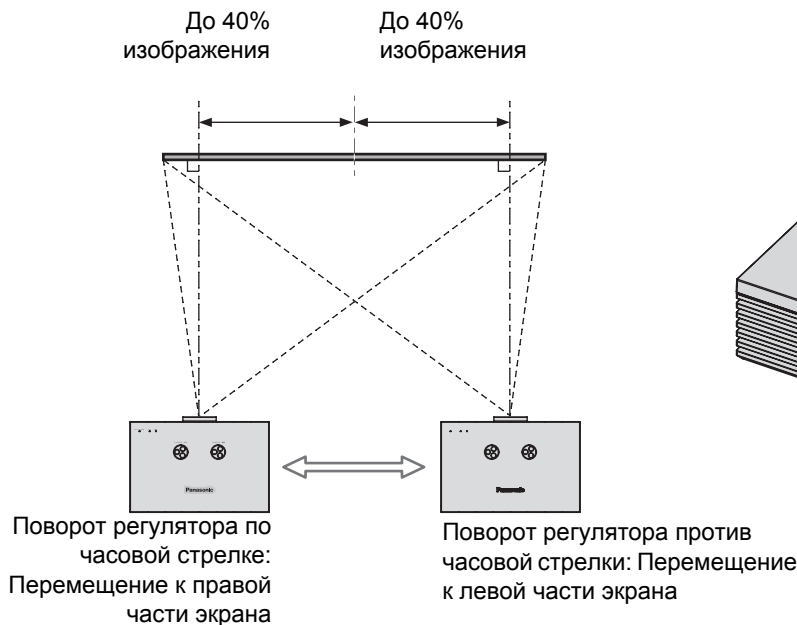 До 40%
изображения
До 40%
изображения
Panasonic
Panasonic
Поворот регулятора по
часовой стрелке:
Перемещение к правой
части экрана
Поворот регулятора против
часовой стрелки: Перемещение
к левой части экрана